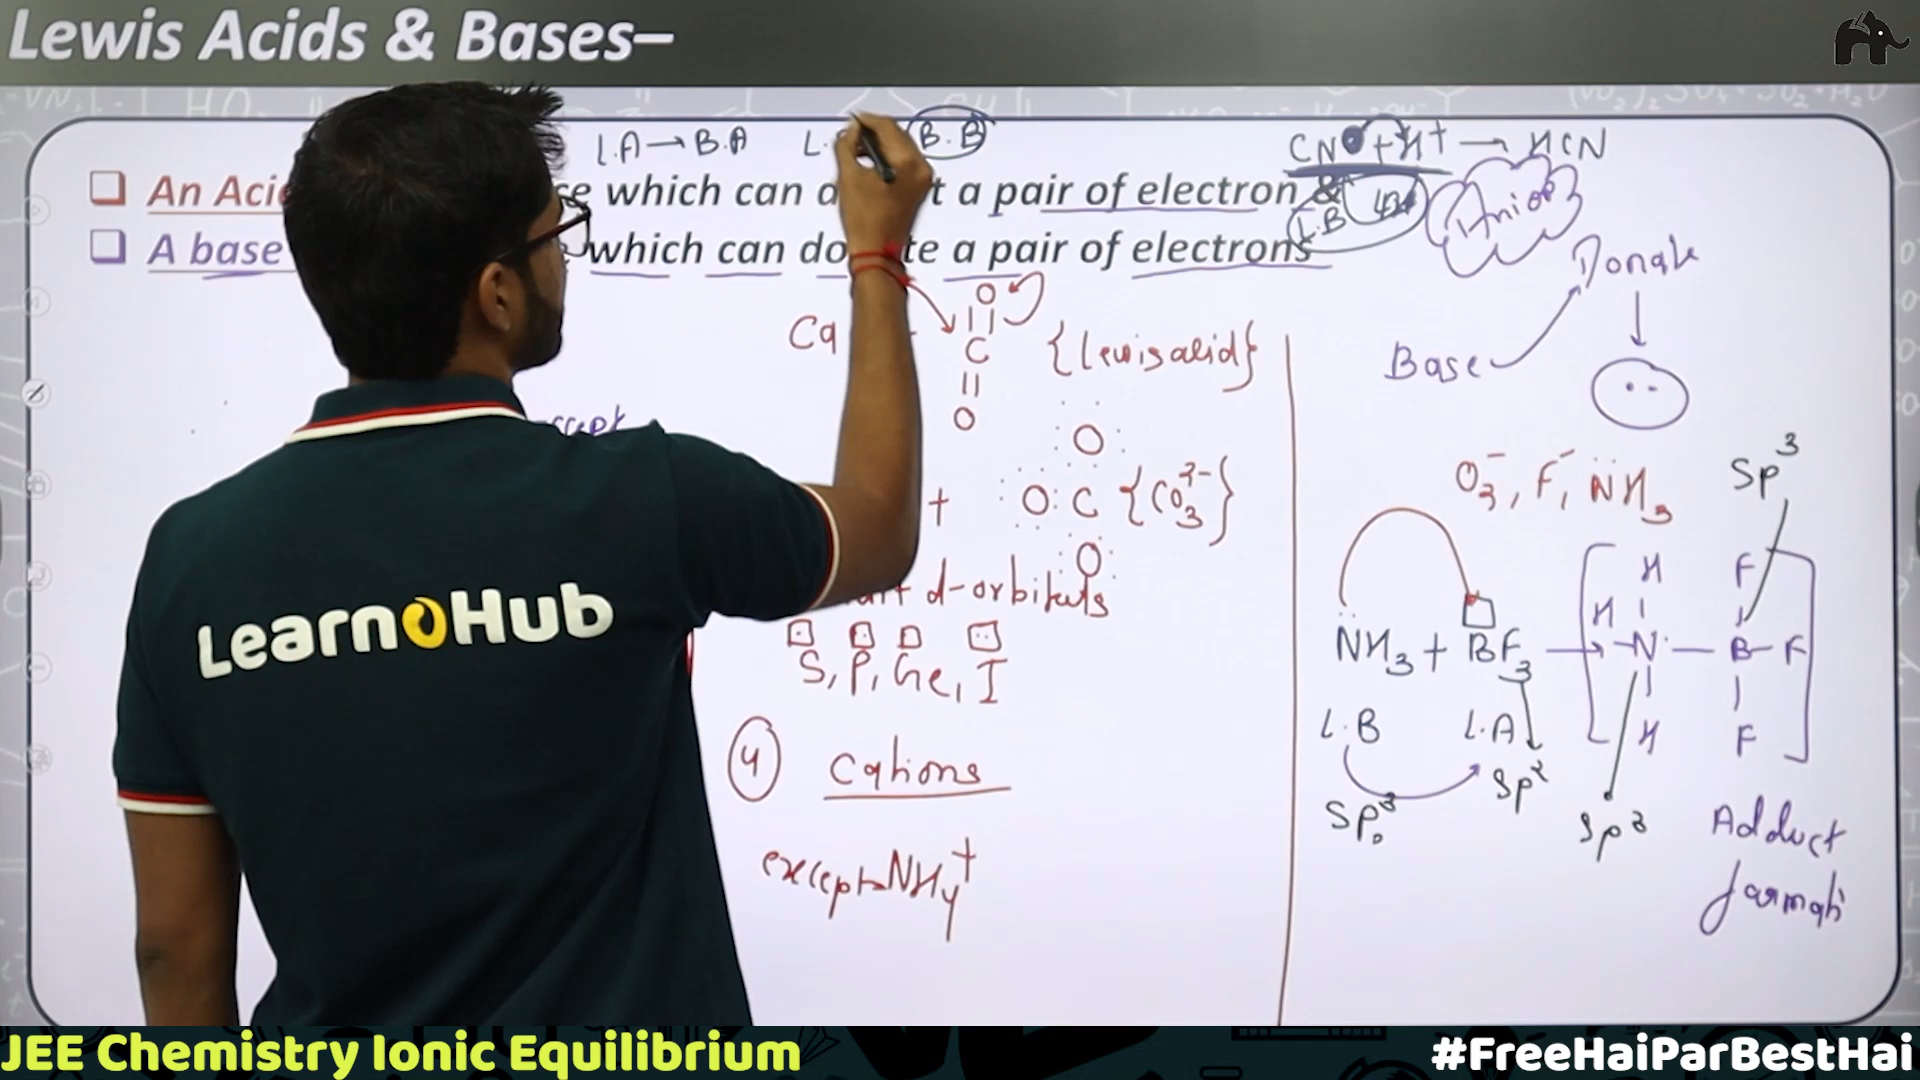 Lewis Acids & Bases–
L.A → B.A L. B.B
CN + H+ → HCN
An Aci which can a t a pair of electron &
L.B
Anion
A base which can do te a pair of electrons
Donate
Base
O
||
C
||
O
{lewis acid}
O
+ O C {CO3 2-}
O
d-orbitals
S, P, Ge, I
4 Cations
except NH4+
O3-, F-, NH3
Sp3
NH3 + BF3 →
H F
H
-N- — B-F
H F
L.B L.A
Sp3 Sp2
Sp3
Adduct
LearnoHub
JEE Chemistry Ionic Equilibrium
#FreeHaiParBestHai